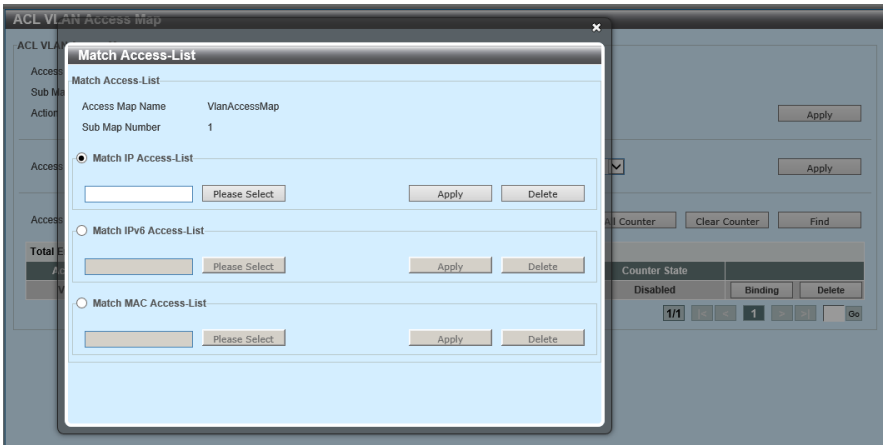 ACL VLAN Access Map
ACL VLA
Access
Sub Ma
Action
Apply
Access
Apply
Access
All Counter
Clear Counter
Find
Total E
Ac
Counter State
V
Disabled
Binding
Delete
1/1
|<
<
1
>
>|
Go
Match Access-List
Match Access-List
Access Map Name VlanAccessMap
Sub Map Number 1
Match IP Access-List
Please Select Apply Delete
Match IPv6 Access-List
Please Select Apply Delete
Match MAC Access-List
Please Select Apply Delete